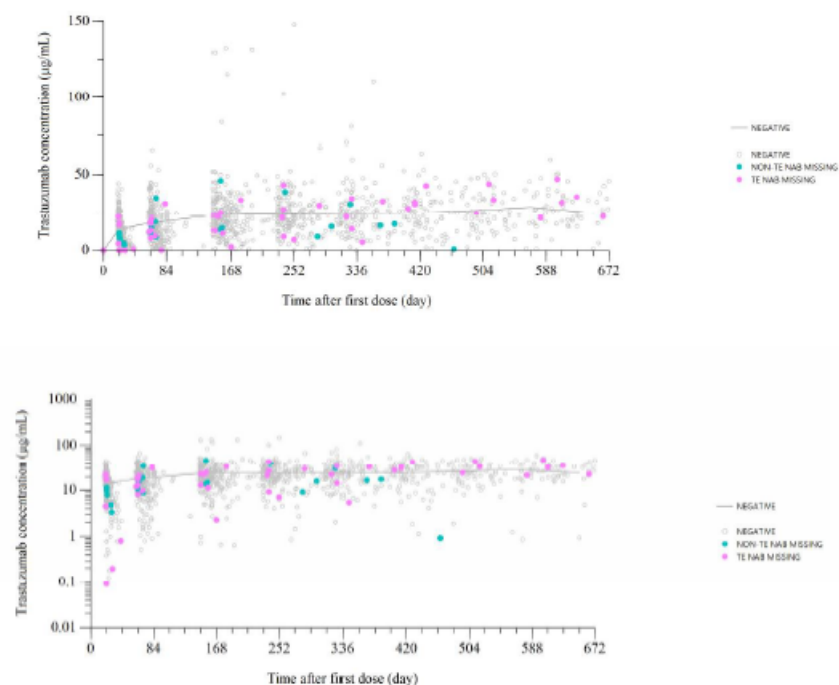 150
100
50
0
Trastuzumab concentration (µg/mL)
0 84 168 252 336 420 504 588 672
Time after first dose (day)
NEGATIVE
NEGATIVE
NON-TE NAB MISSING
TE NAB MISSING
1000
100
10
1
0.1
0.01
Trastuzumab concentration (µg/mL)
0 84 168 252 336 420 504 588 672
Time after first dose (day)
NEGATIVE
NEGATIVE
NON-TE NAB MISSING
TE NAB MISSING